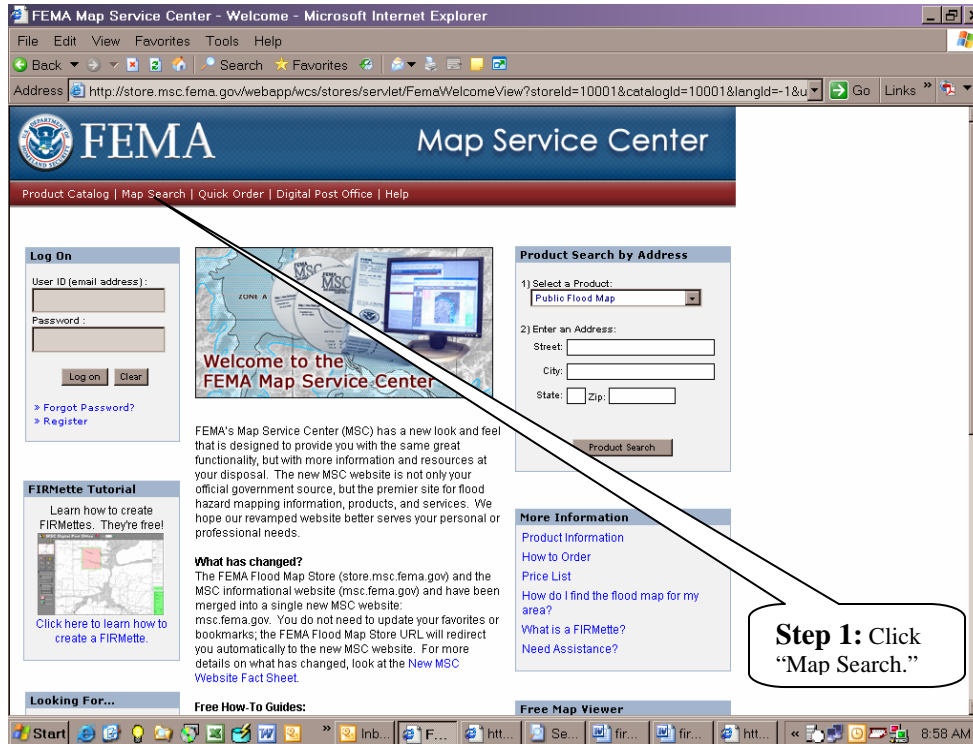 FEMA Map Service Center - Welcome - Microsoft Internet Explorer
File Edit View Favorites Tools Help
Back Search Favorites
Address http://store.msc.fema.gov/webapp/wcs/stores/servlet/FemaWelcomeView?storeId=10001&catalogId=10001&langId=-1&u Go Links »
FEMA Map Service Center
Product Catalog | Map Search | Quick Order | Digital Post Office | Help
Log On
User ID (email address) :
Password :
Log on Clear
» Forgot Password?
» Register
FIRMette Tutorial
Learn how to create
FIRMettes. They're free!
MSC Digital Post Office
Click here to learn how to
create a FIRMette.
Looking For...
FEMA
MSC
MSC
ZONE A
Welcome to the
FEMA Map Service Center
FEMA's Map Service Center (MSC) has a new look and feel
that is designed to provide you with the same great
functionality, but with more information and resources at
your disposal. The new MSC website is not only your
official government source, but the premier site for flood
hazard mapping information, products, and services. We
hope our revamped website better serves your personal or
professional needs.
What has changed?
The FEMA Flood Map Store (store.msc.fema.gov) and the
MSC informational website (msc.fema.gov) and have been
merged into a single new MSC website:
msc.fema.gov. You do not need to update your favorites or
bookmarks; the FEMA Flood Map Store URL will redirect
you automatically to the new MSC website. For more
details on what has changed, look at the New MSC
Website Fact Sheet.
Free How-To Guides:
Product Search by Address
1) Select a Product:
Public Flood Map
2) Enter an Address:
Street:
City:
State: Zip:
Product Search
More Information
Product Information
How to Order
Price List
How do I find the flood map for my
area?
What is a FIRMette?
Need Assistance?
Free Map Viewer
Step 1: Click
“Map Search.”
Start » Inb... F... htt... Se... fir... fir... htt... « 8:58 AM